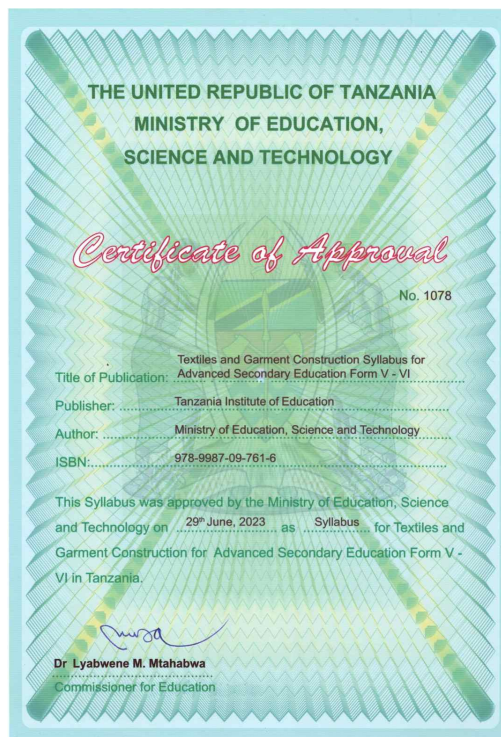 THE UNITED REPUBLIC OF TANZANIA
MINISTRY OF EDUCATION,
SCIENCE AND TECHNOLOGY
Certificate of Approval
No. 1078
Title of Publication: Textiles and Garment Construction Syllabus for
Advanced Secondary Education Form V - VI
Publisher: Tanzania Institute of Education
Author: Ministry of Education, Science and Technology
ISBN: 978-9987-09-761-6
This Syllabus was approved by the Ministry of Education, Science
and Technology on 29th June, 2023 as Syllabus for Textiles and
Garment Construction for Advanced Secondary Education Form V -
VI in Tanzania.
Dr Lyabwene M. Mtahabwa
Commissioner for Education